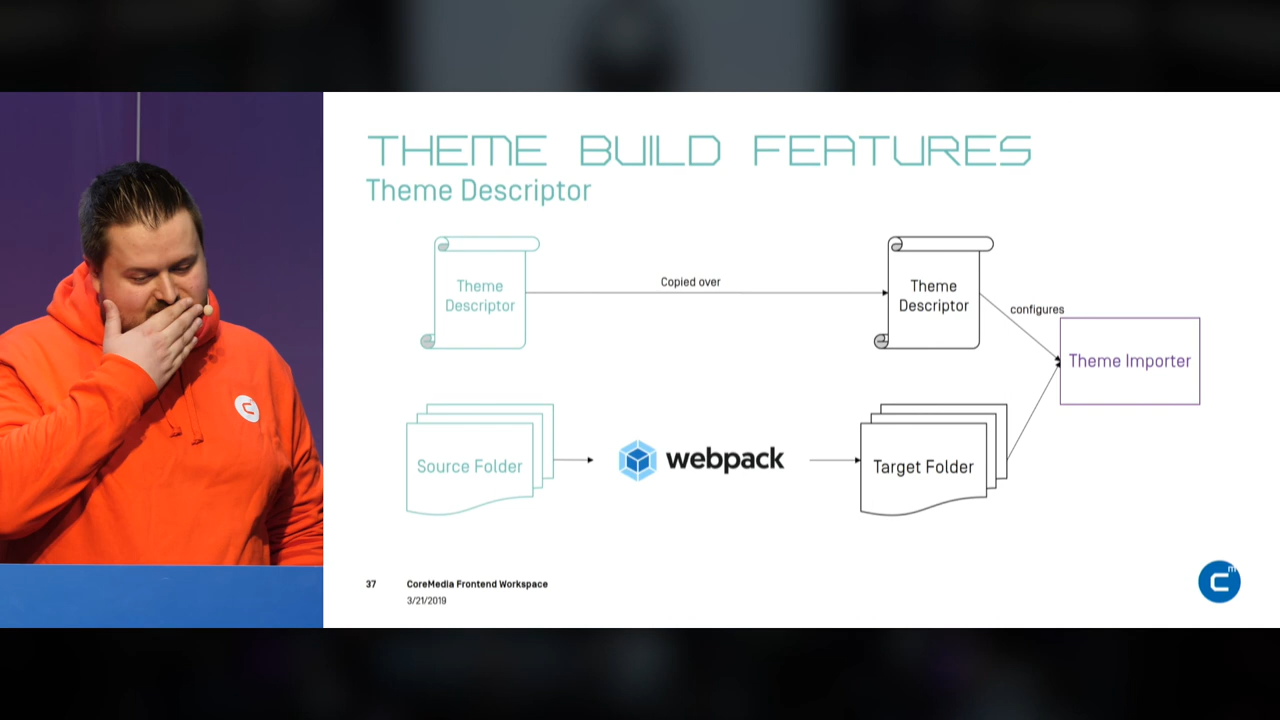 THEME BUILD FEATURES
Theme Descriptor
Theme
Descriptor
Copied over
Theme
Descriptor
configures
Theme Importer
Source Folder
webpack
Target Folder
37
CoreMedia Frontend Workspace
3/21/2019
C
C m